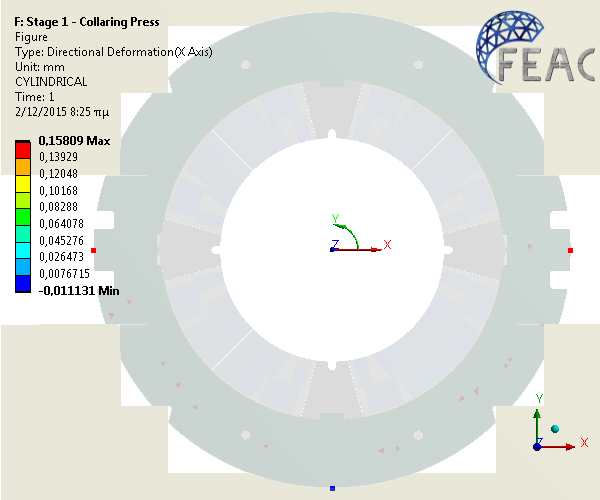 F: Stage 1 - Collaring Press
Figure
Type: Directional Deformation(X Axis)
Unit: mm
CYLINDRICAL
Time: 1
2/12/2015 8:25 πμ
FEAC
0,15809 Max
0,13929
0,12048
0,10168
0,08288
0,064078
0,045276
0,026473
0,0076715
-0,011131 Min
Y
Z X
Y
Z X